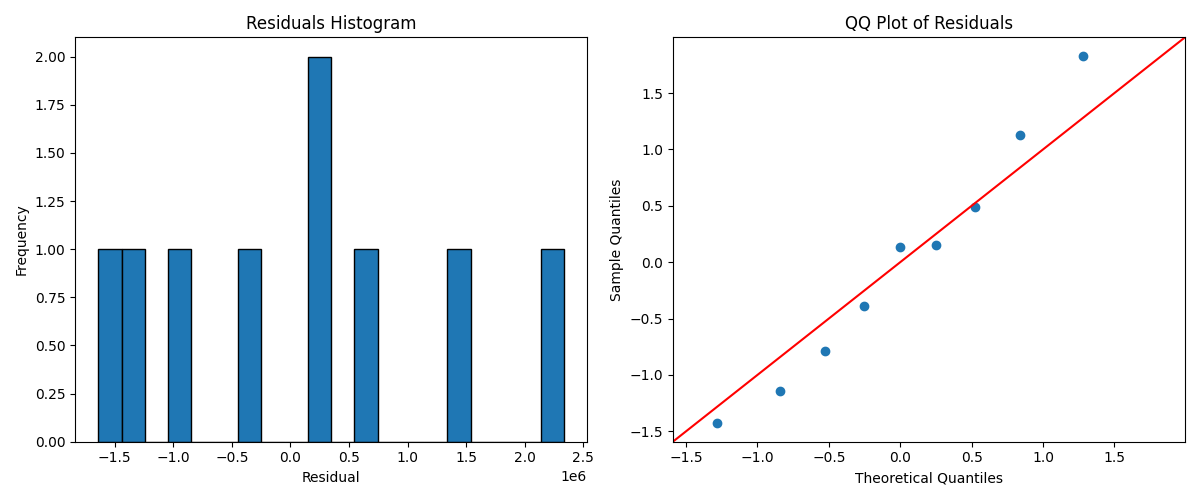 Residuals Histogram
Frequency
2.00
1.75
1.50
1.25
1.00
0.75
0.50
0.25
0.00
−1.5 −1.0 −0.5 0.0 0.5 1.0 1.5 2.0 2.5
1e6
Residual
QQ Plot of Residuals
Sample Quantiles
1.5
1.0
0.5
0.0
−0.5
−1.0
−1.5
−1.5 −1.0 −0.5 0.0 0.5 1.0 1.5
Theoretical Quantiles